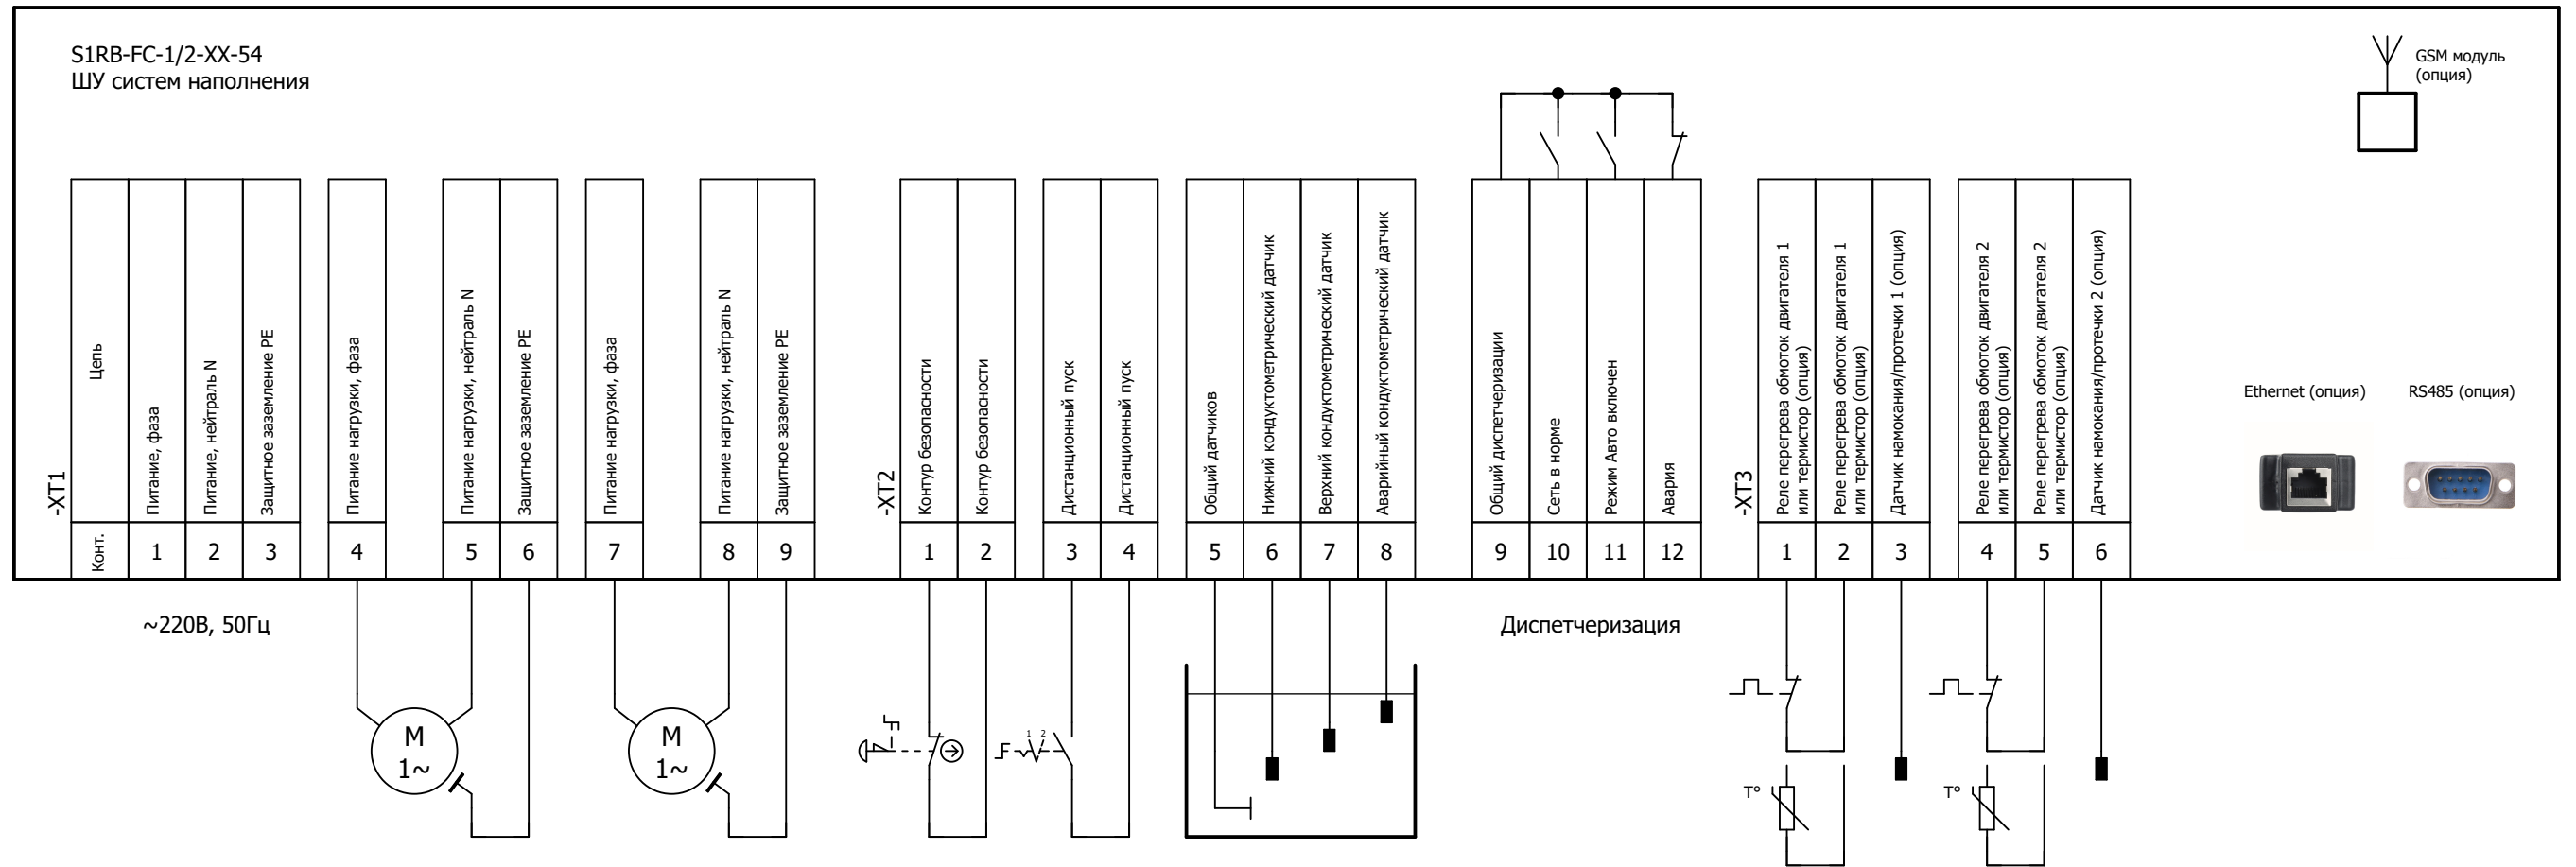 S1RB-FC-1/2-XX-54
ШУ систем наполнения
GSM модуль
(опция)
-XT1
Цепь
Питание, фаза
Питание, нейтраль N
Защитное заземление PE
Питание нагрузки, фаза
Питание нагрузки, нейтраль N
Защитное заземление PE
Питание нагрузки, фаза
Питание нагрузки, нейтраль N
Защитное заземление PE
Конт.
1
2
3
4
5
6
7
8
9
-XT2
Контур безопасности
Контур безопасности
Дистанционный пуск
Дистанционный пуск
Общий датчиков
Нижний кондуктометрический датчик
Верхний кондуктометрический датчик
Аварийный кондуктометрический датчик
Общий диспетчеризации
Сеть в норме
Режим Авто включен
Авария
1
2
3
4
5
6
7
8
9
10
11
12
-XT3
Реле перегрева обмоток двигателя 1
или термистор (опция)
Реле перегрева обмоток двигателя 1
или термистор (опция)
Датчик намокания/протечки 1 (опция)
Реле перегрева обмоток двигателя 2
или термистор (опция)
Реле перегрева обмоток двигателя 2
или термистор (опция)
Датчик намокания/протечки 2 (опция)
1
2
3
4
5
6
Ethernet (опция)
RS485 (опция)
~220В, 50Гц
Диспетчеризация
M
1~
M
1~
1 2
T°
T°